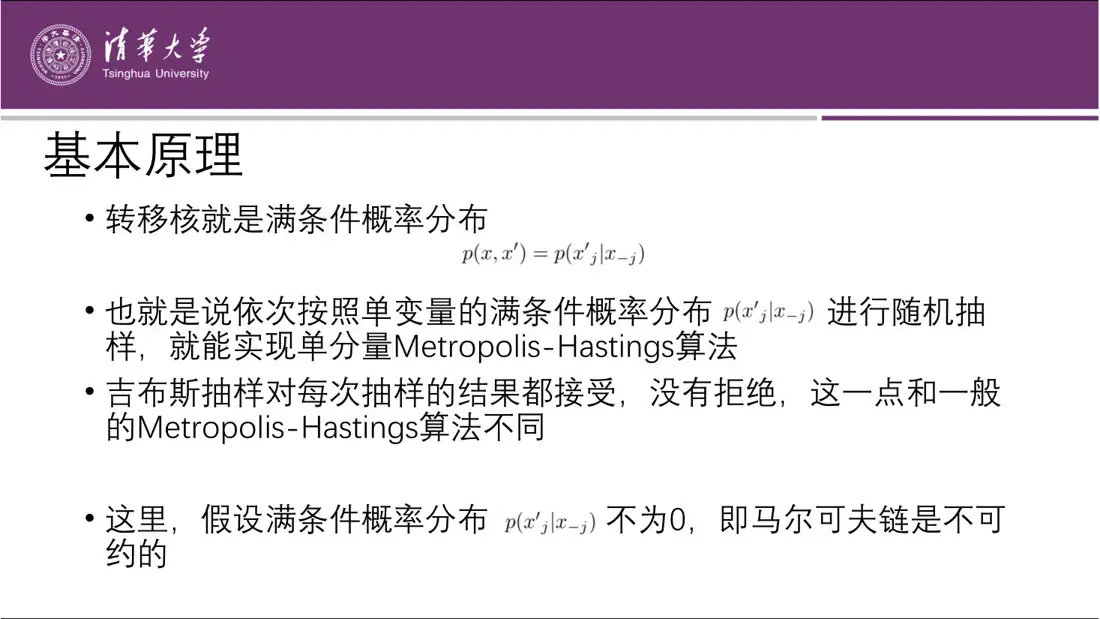 清华大学
Tsinghua University
基本原理
• 转移核就是满条件概率分布
p(x, x′) = p(x′_j|x_{−j})
• 也就是说依次按照单变量的满条件概率分布 p(x′_j|x_{−j}) 进行随机抽
样，就能实现单分量Metropolis-Hastings算法
• 吉布斯抽样对每次抽样的结果都接受，没有拒绝，这一点和一般
的Metropolis-Hastings算法不同
• 这里，假设满条件概率分布 p(x′_j|x_{−j}) 不为0，即马尔可夫链是不可
约的